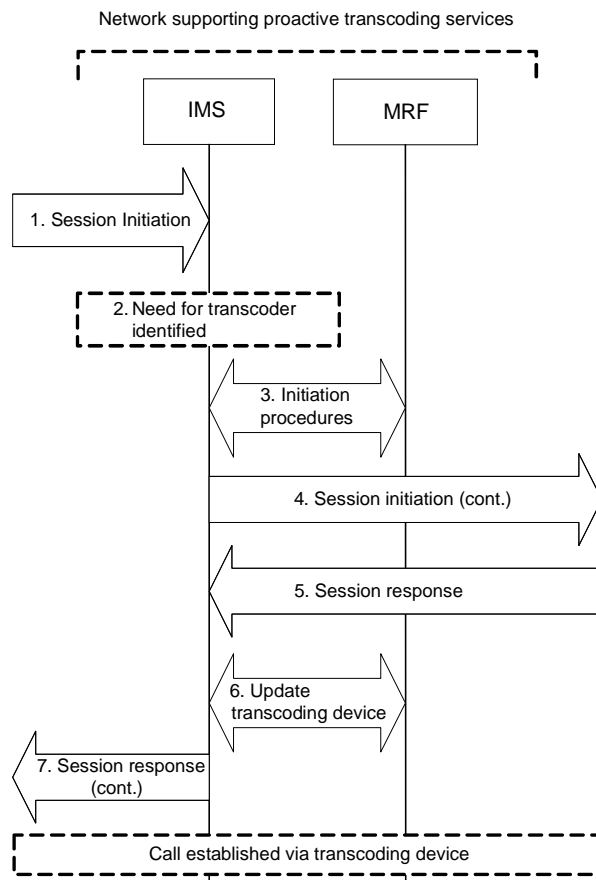 Network supporting proactive transcoding services
IMS
MRF
1. Session Initiation
2. Need for transcoder
identified
3. Initiation
procedures
4. Session initiation (cont.)
5. Session response
6. Update
transcoding device
7. Session response
(cont.)
Call established via transcoding device